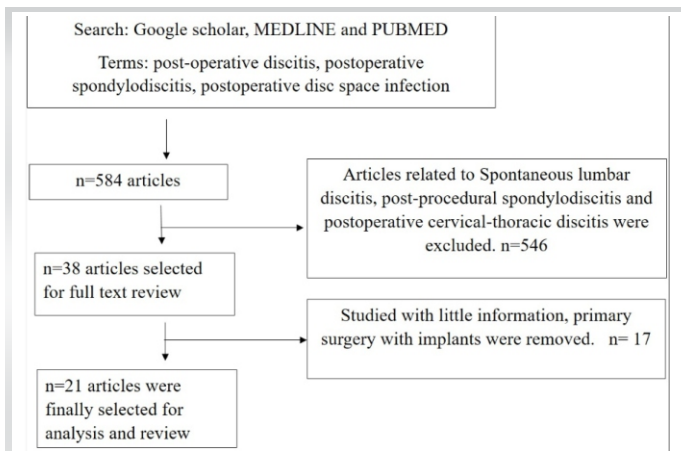 Search: Google scholar, MEDLINE and PUBMED
Terms: post-operative discitis, postoperative
spondylodiscitis, postoperative disc space infection
n=584 articles
Articles related to Spontaneous lumbar
discitis, post-procedural spondylodiscitis and
postoperative cervical-thoracic discitis were
excluded. n=546
n=38 articles selected
for full text review
Studied with little information, primary
surgery with implants were removed. n= 17
n=21 articles were
finally selected for
analysis and review